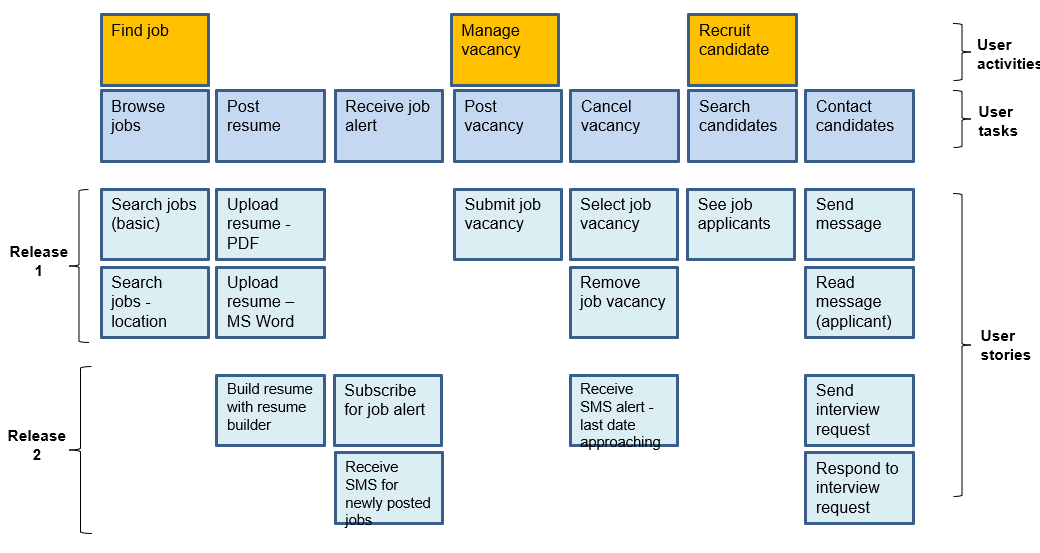 Find job
Manage
vacancy
Recruit
candidate
User
activities
Browse
jobs
Post
resume
Receive job
alert
Post
vacancy
Cancel
vacancy
Search
candidates
Contact
candidates
User
tasks
Release
1
Search jobs
(basic)
Upload
resume -
PDF
Submit job
vacancy
Select job
vacancy
See job
applicants
Send
message
Search
jobs -
location
Upload
resume –
MS Word
Remove
job vacancy
Read
message
(applicant)
User
stories
Release
2
Build resume
with resume
builder
Subscribe
for job alert
Receive
SMS alert -
last date
approaching
Send
interview
request
Receive
SMS for
newly posted
jobs
Respond to
interview
request